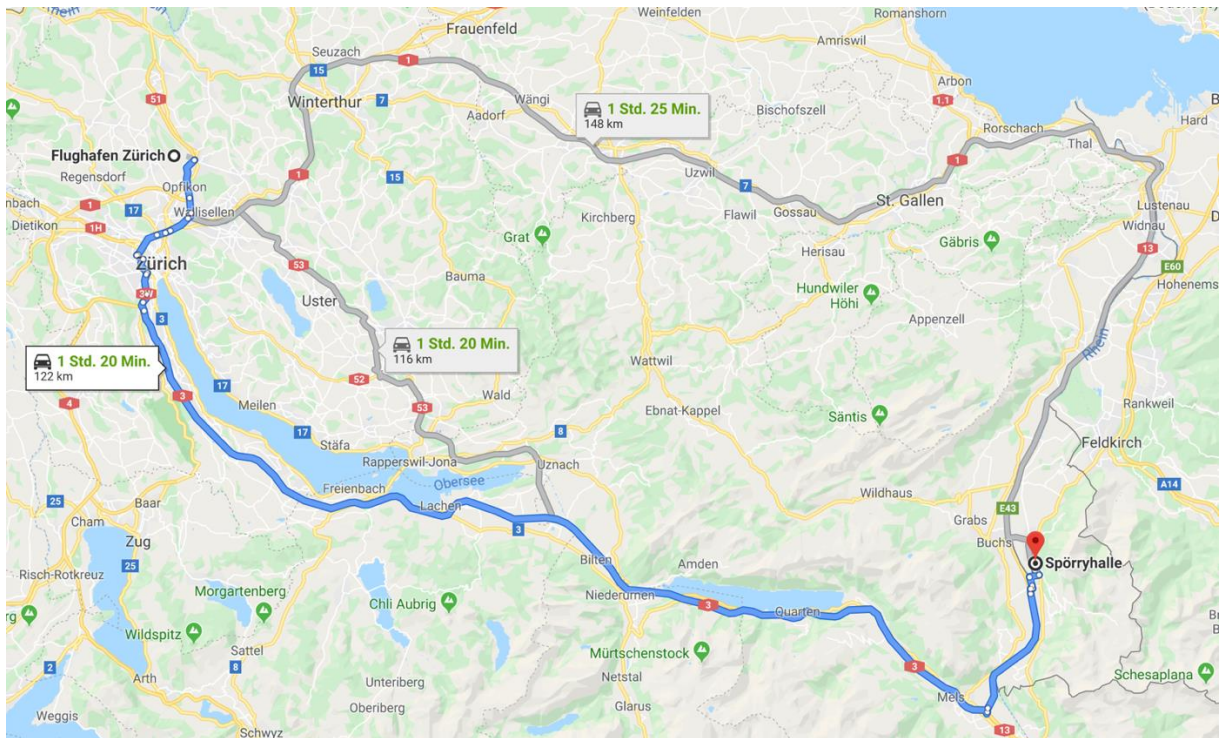 Weinfelden
Romanshorn
Frauenfeld
Seuzach
Amriswil
1
15
Arbon
51
Wängi
1 Std. 25 Min.
148 km
1.1
Winterthur
7
Aadorf
Bischofszell
Rorschach
Hard
Thal
Flughafen Zürich
Regensdorf
1
15
Uzwil
1
Opfikon
7
St. Gallen
Lustenau
1
17
Wallisellen
Kirchberg
Flawil
Gossau
Widnau
Dietikon
1H
Grat
Herisau
Gäbris
13
Zürich
53
Bauma
E60
Hohenems
3W
Uster
Hundwiler
Höhi
3
Appenzell
Rhein
1 Std. 20 Min.
116 km
1 Std. 20 Min.
122 km
Wattwil
52
17
3
Wald
4
Meilen
53
Ebnat-Kappel
Säntis
Rankweil
17
Stäfa
8
Feldkirch
Rapperswil-Jona
Uznach
Obersee
A14
25
Baar
Freienbach
Wildhaus
Cham
Lachen
E43
Grabs
Zug
3
Buchs
25
Bilten
Amden
Spörryhalle
Risch-Rotkreuz
Morgartenberg
Chli Aubrig
Niederurnen
3
Quarten
Wildspitz
Mürtschenstock
Sattel
2
8
3
Schesaplana
Arth
Unteriberg
Netstal
Mels
Oberiberg
Glarus
Weggis
Schwyz
13